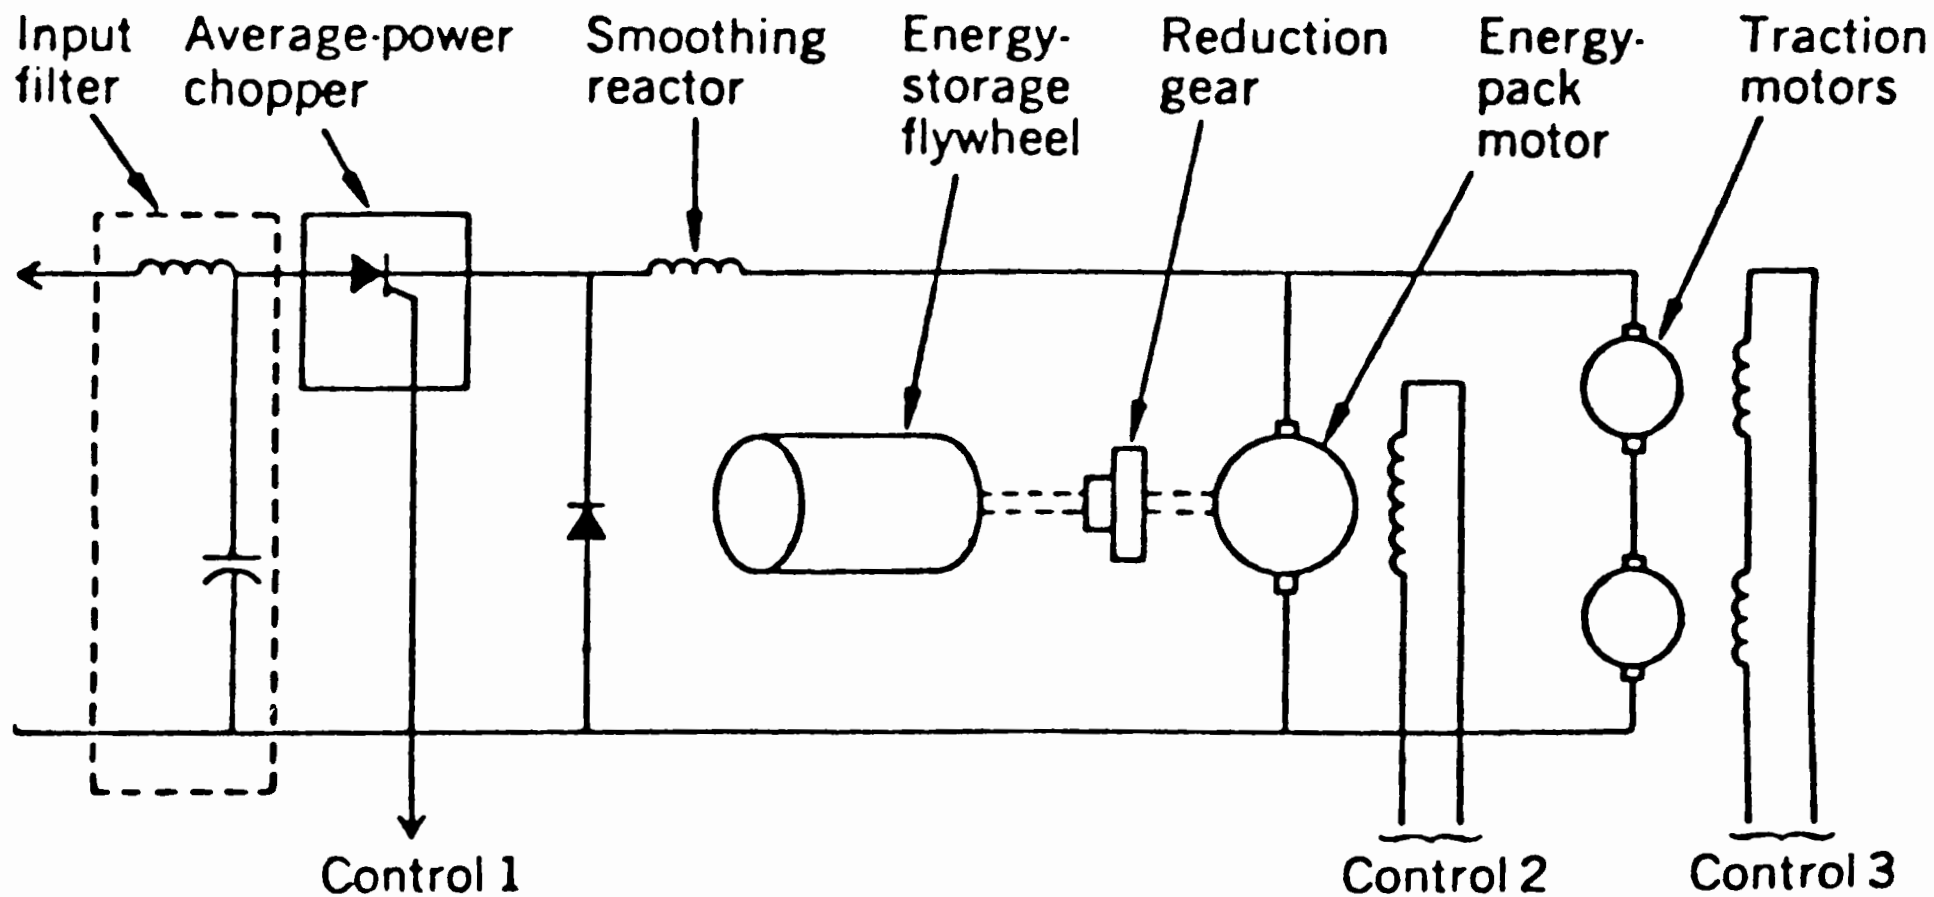 Input
filter
Average-power
chopper
Smoothing
reactor
Energy-
storage
flywheel
Reduction
gear
Energy-
pack
motor
Traction
motors
Control 1
Control 2
Control 3